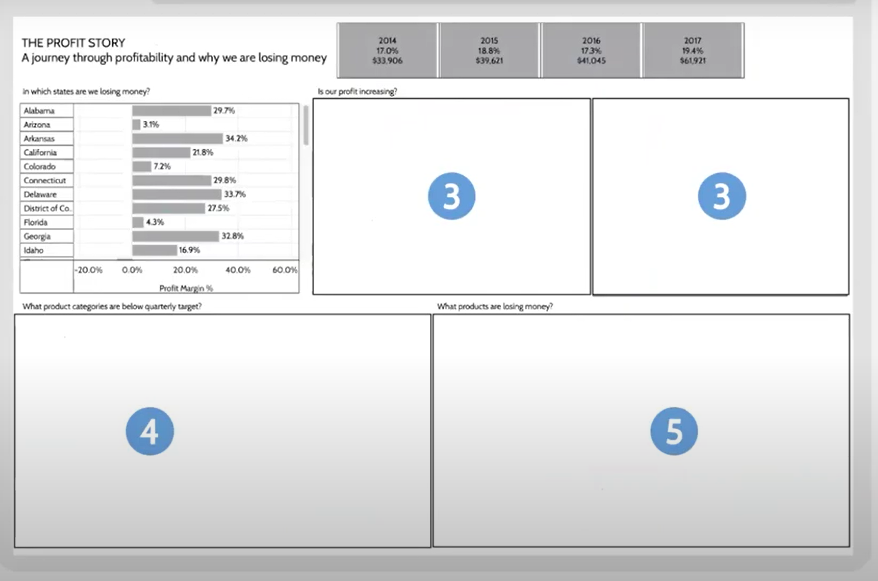 THE PROFIT STORY
A journey through profitability and why we are losing money
2014
17.0%
$33,906
2015
18.8%
$39,621
2016
17.3%
$41,045
2017
19.4%
$61,921
In which states are we losing money?
Alabama 29.7%
Arizona 3.1%
Arkansas 34.2%
California 21.8%
Colorado 7.2%
Connecticut 29.8%
Delaware 33.7%
District of Co.. 27.5%
Florida 4.3%
Georgia 32.8%
Idaho 16.9%
-20.0% 0.0% 20.0% 40.0% 60.0%
Profit Margin %
Is our profit increasing?
3
3
What product categories are below quarterly target?
4
What products are losing money?
5